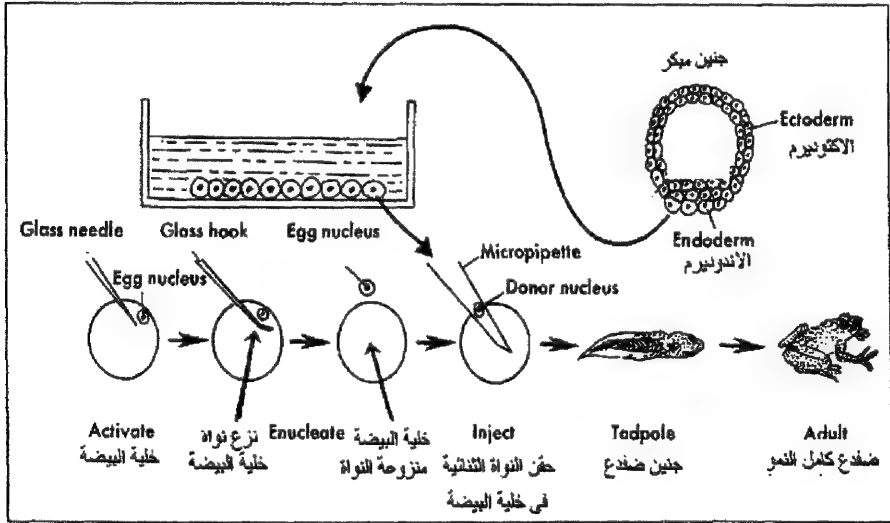 جنين مبكر
Ectoderm
الاكتوديرم
Endoderm
الاندوديرم
Glass needle
Glass hook
Egg nucleus
Egg nucleus
Micropipette
Donor nucleus
Activate
خلية البيضة
نزع نواة
خلية البيضة
Enucleate
خلية البيضة
منزوعة النواة
Inject
حقن النواة الثنائية
فى خلية البيضة
Tadpole
جنين ضفدع
Adult
ضفدع كامل النمو